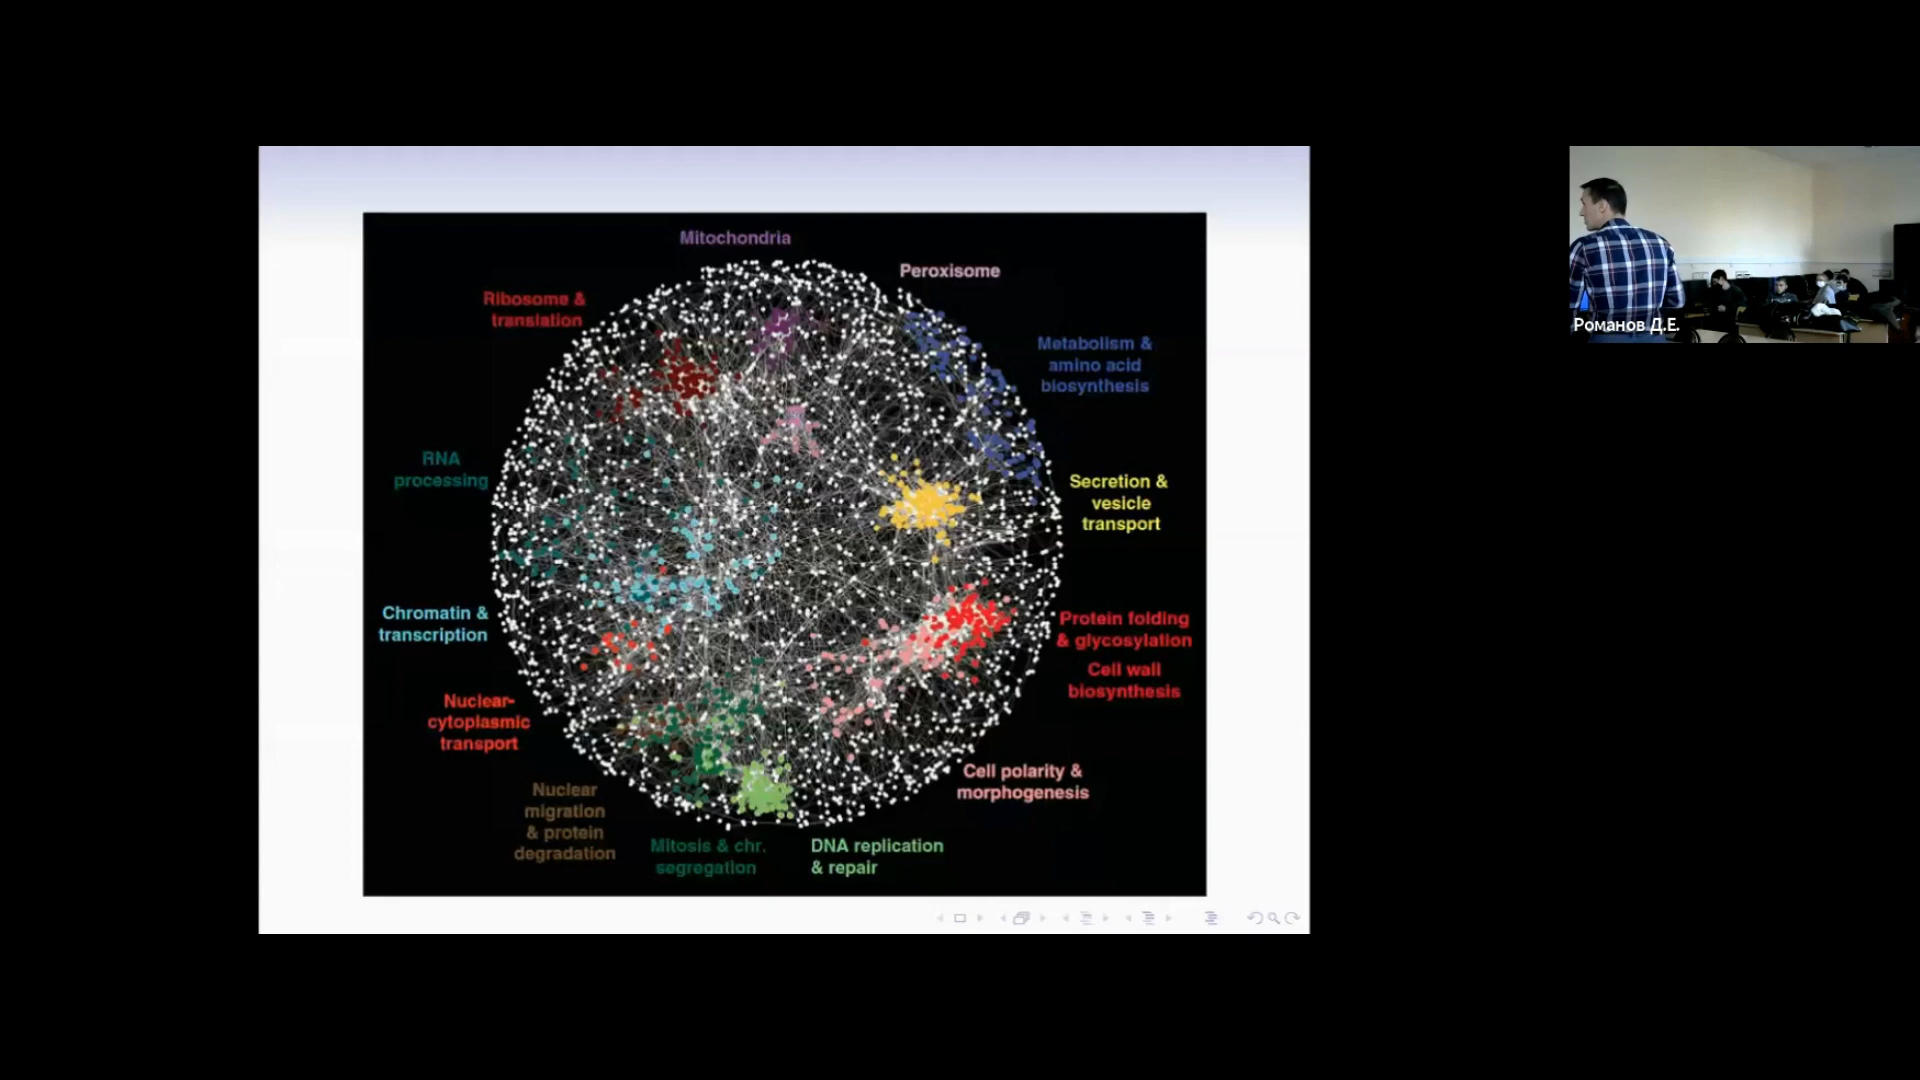 Mitochondria
Peroxisome
Ribosome &
translation
Metabolism &
amino acid
biosynthesis
RNA
processing
Secretion &
vesicle
transport
Chromatin &
transcription
Protein folding
& glycosylation
Cell wall
biosynthesis
Nuclear-
cytoplasmic
transport
Cell polarity &
morphogenesis
Nuclear
migration
& protein
degradation
Mitosis & chr.
segregation
DNA replication
& repair
Романов Д.Е.